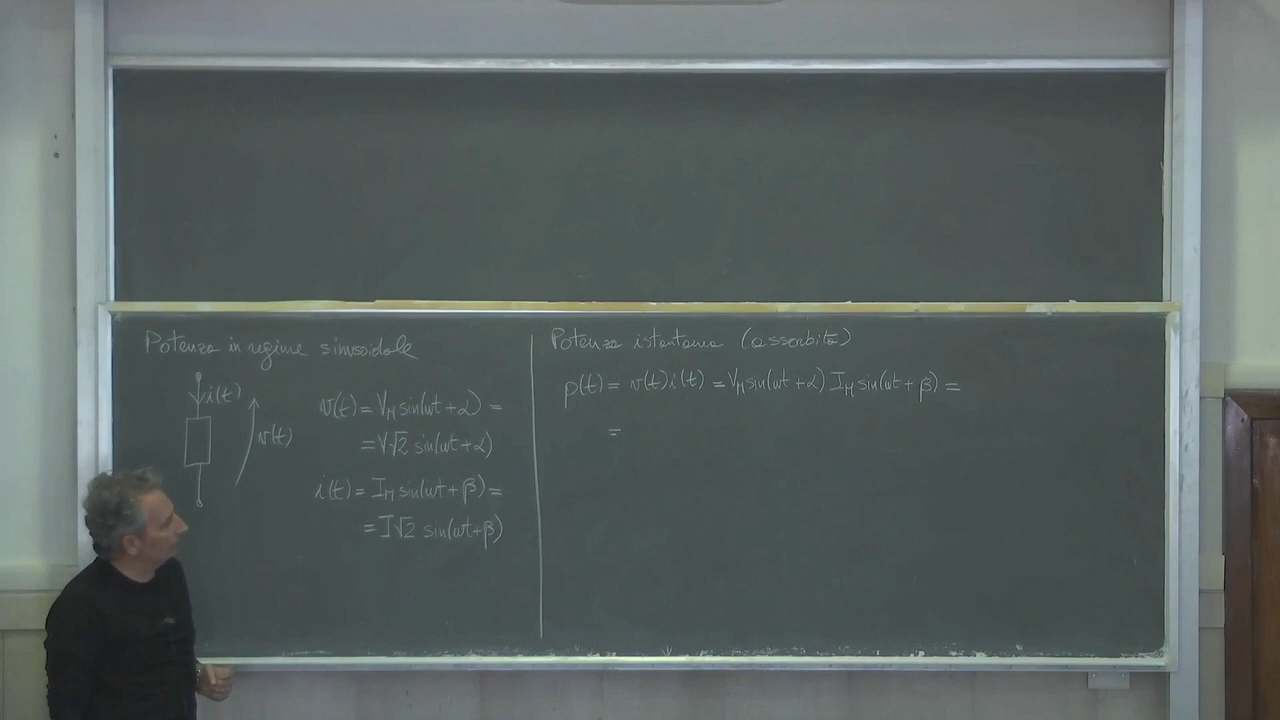 Potenza in regime sinusoidale
i(t)
v(t)
v(t) = V_M sin(ωt + α) =
= V√2 sin(ωt + α)
i(t) = I_M sin(ωt + β) =
= I√2 sin(ωt + β)
Potenza istantanea (assorbita)
p(t) = v(t) i(t) = V_M sin(ωt + α) I_M sin(ωt + β) =
=